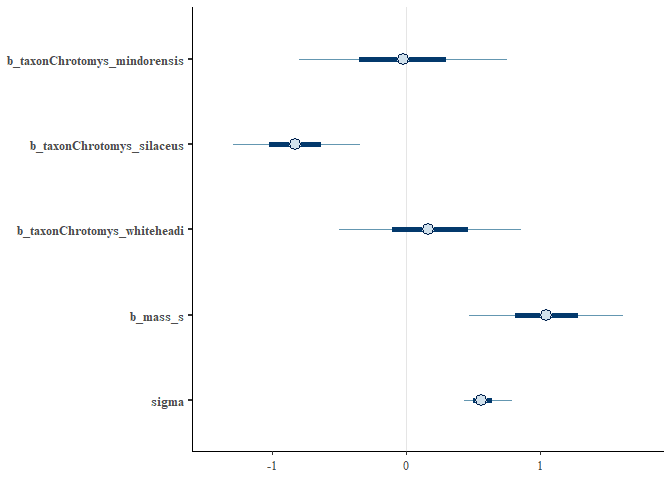 b_taxonChrotomys_mindorensis
b_taxonChrotomys_silaceus
b_taxonChrotomys_whiteheadi
b_mass_s
sigma
-1 0 1